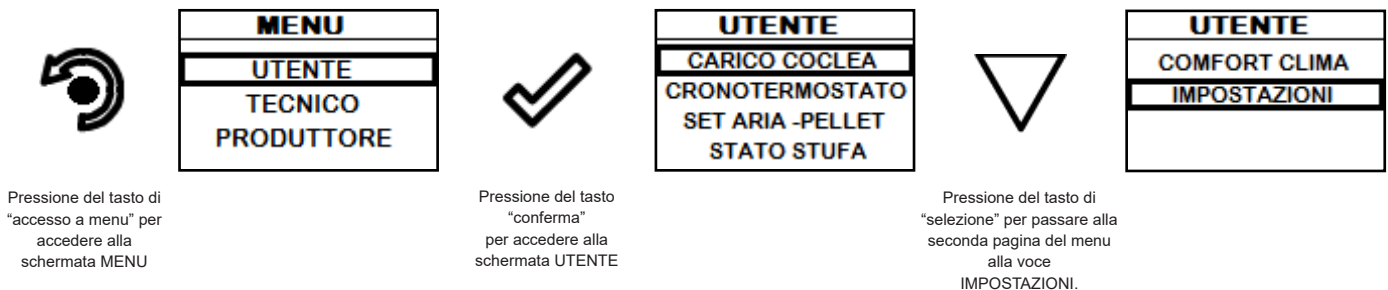 MENU
UTENTE
TECNICO
PRODUTTORE
UTENTE
CARICO COCLEA
CRONOTERMOSTATO
SET ARIA -PELLET
STATO STUFA
UTENTE
COMFORT CLIMA
IMPOSTAZIONI
Pressione del tasto di
“accesso a menu” per
accedere alla
schermata MENU
Pressione del tasto
“conferma”
per accedere alla
schermata UTENTE
Pressione del tasto di
“selezione” per passare alla
seconda pagina del menu
alla voce
IMPOSTAZIONI.